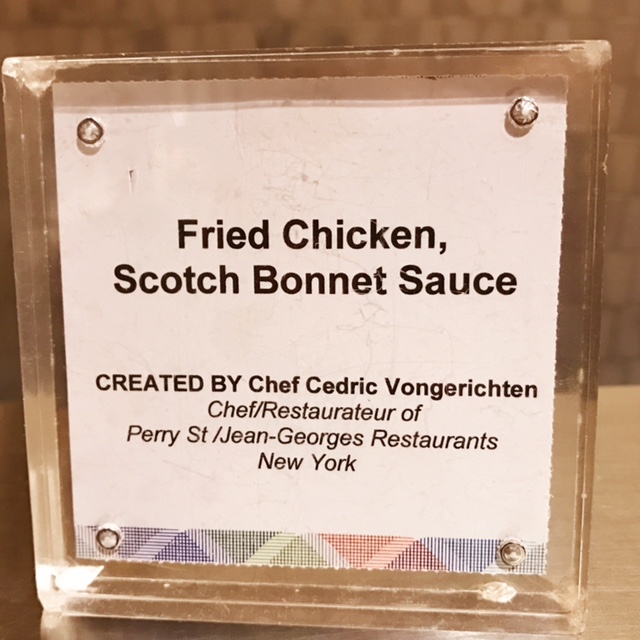 Fried Chicken,
Scotch Bonnet Sauce
CREATED BY Chef Cedric Vongerichten
Chef/Restaurateur of
Perry St /Jean-Georges Restaurants
New York